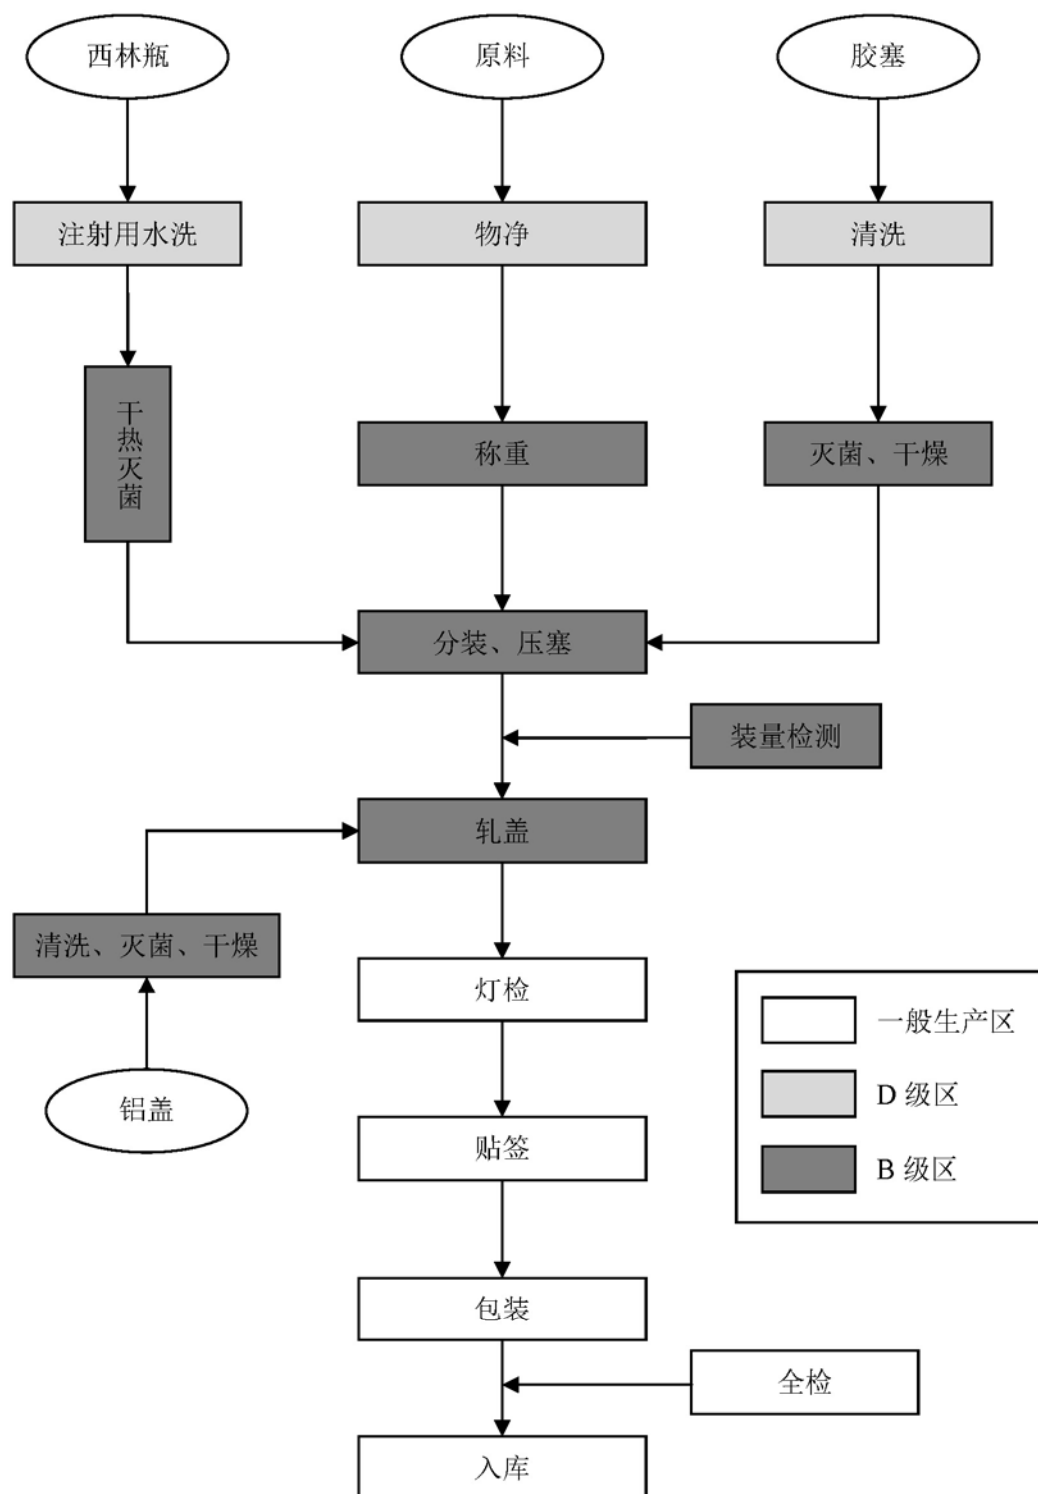 西林瓶
原料
胶塞
注射用水洗
物净
清洗
干热灭菌
称重
灭菌、干燥
分装、压塞
装量检测
轧盖
清洗、灭菌、干燥
灯检
一般生产区
D 级区
铝盖
贴签
B 级区
包装
全检
入库